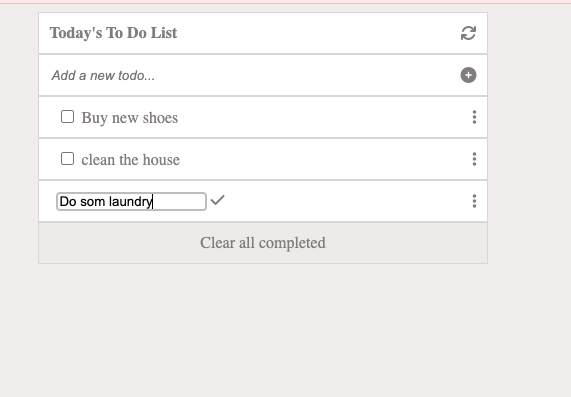 Today's To Do List
Add a new todo...
Buy new shoes
clean the house
Do som laundry
Clear all completed